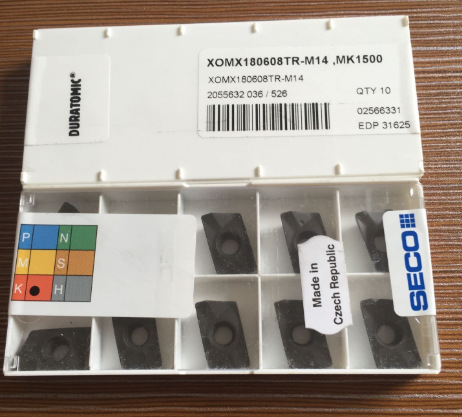 DURATOMIC®
XOMX180608TR-M14 ,MK1500
XOMX180608TR-M14
2055632 036 / 526
QTY 10
02566331
EDP 31625
P N
M S
K H
Made in
Czech Republic
SECO